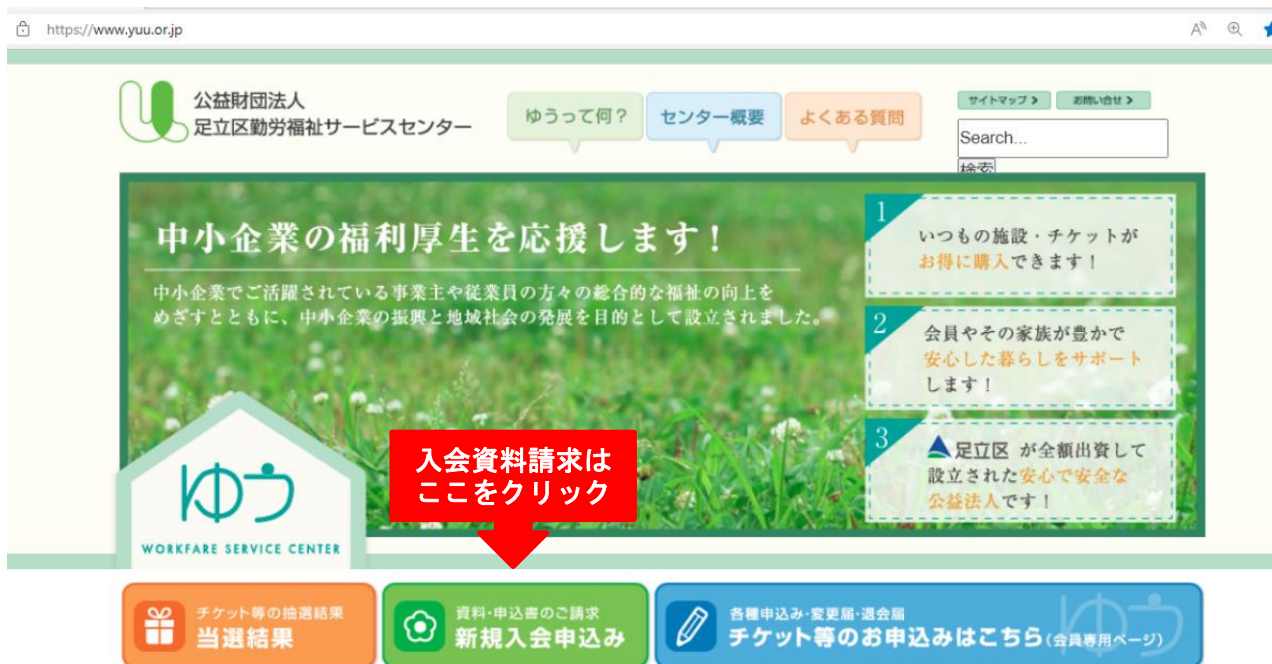 https://www.yuu.or.jp
公益財団法人
足立区勤労福祉サービスセンター
ゆうって何？
センター概要
よくある質問
サイトマップ
お問い合せ
Search...
検索
中小企業の福利厚生を応援します！
中小企業でご活躍されている事業主や従業員の方々の総合的な福祉の向上を
めざすとともに、中小企業の振興と地域社会の発展を目的として設立されました。
1
いつもの施設・チケットが
お得に購入できます！
2
会員やその家族が豊かで
安心した暮らしをサポート
します！
3
足立区 が全額出資して
設立された安心で安全な
公益法人です！
入会資料請求は
ここをクリック
ゆう
WORKFARE SERVICE CENTER
チケット等の抽選結果
当選結果
資料・申込書のご請求
新規入会申込み
各種申込み・変更届・退会届
チケット等のお申込みはこちら(会員専用ページ)
ゆう